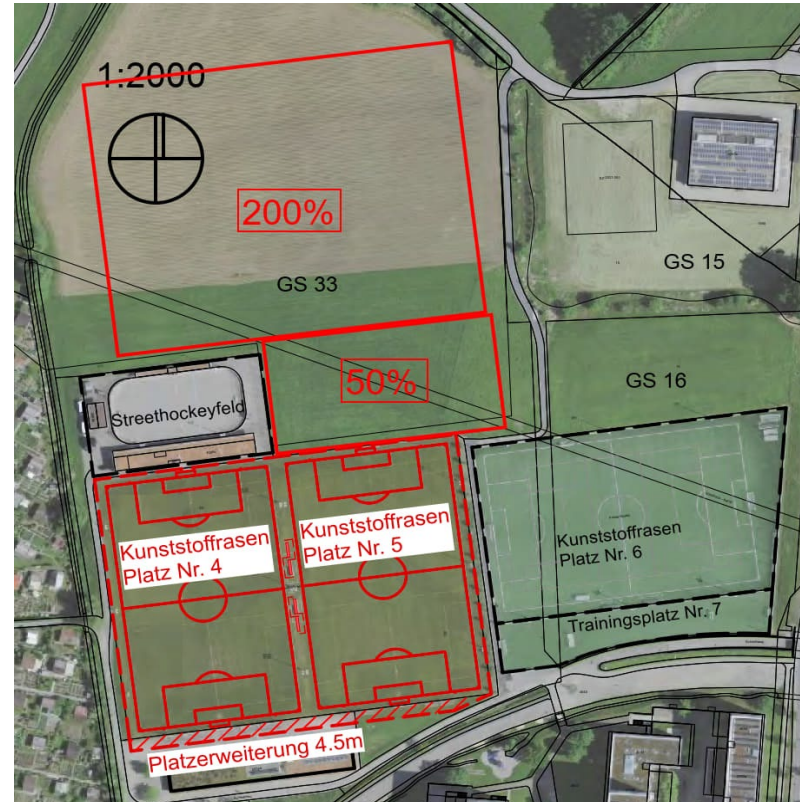 1:2000
200%
GS 33
GS 15
50%
GS 16
Streethockeyfeld
Kunststoffrasen
Platz Nr. 4
Kunststoffrasen
Platz Nr. 5
Kunststoffrasen
Platz Nr. 6
Trainingsplatz Nr. 7
Platzerweiterung 4.5m